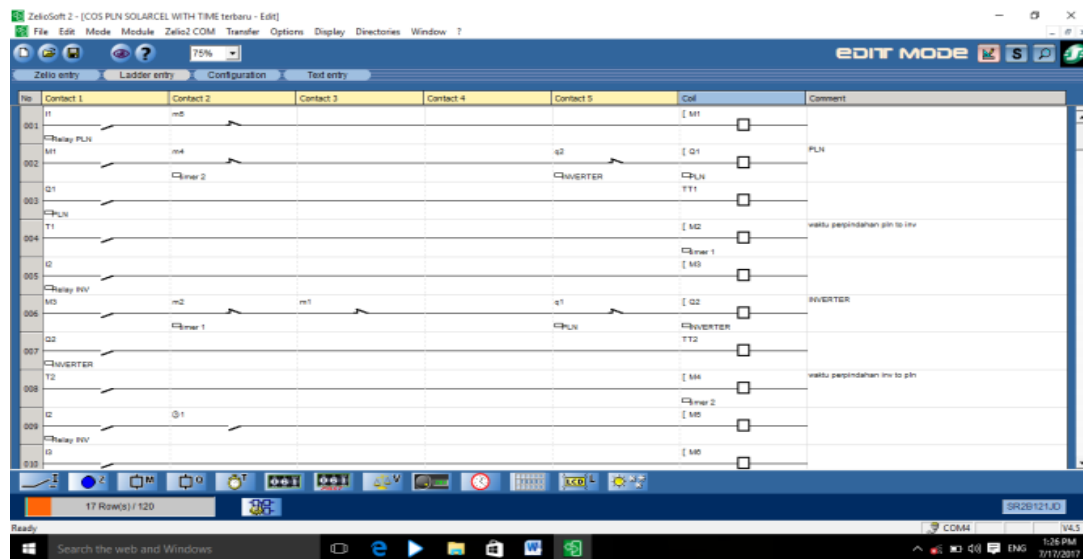 ZelioSoft 2 - [COS PLN SOLARCEL WITH TIME terbaru - Edit]
File Edit Mode Module Zelio2 COM Transfer Options Display Directories Window ?
75% EDIT MODE S
Zelio entry Ladder entry Configuration Text entry
No Contact 1 Contact 2 Contact 3 Contact 4 Contact 5 Coil Comment
I1 m5 [ M1
001
Relay PLN
M1 m4 q2 [ Q1 PLN
002
timer 2 INVERTER PLN
Q1 TT1
003
PLN
T1 [ M2 waktu perpindahan pln to inv
004
timer 1
I2 [ M3
005
Relay INV
M3 m2 m1 q1 [ Q2 INVERTER
006
timer 1 PLN INVERTER
Q2 TT2
007
INVERTER
T2 [ M4 waktu perpindahan inv to pln
008
timer 2
I2 1 [ M5
009
Relay INV
I3 [ M6
010
17 Row(s) / 120 SR2B121JD
Ready COM4 V4.5
Search the web and Windows ENG 1:26 PM
7/17/2017